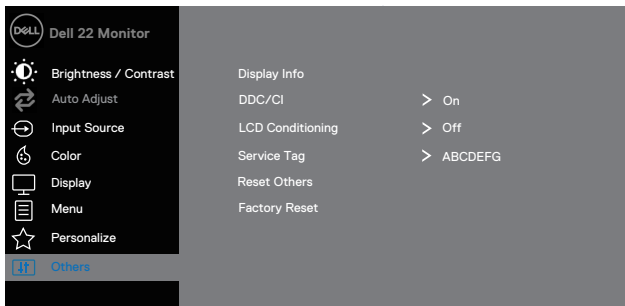 DELL Dell 22 Monitor
Brightness / Contrast Display Info
Auto Adjust DDC/CI > On
Input Source LCD Conditioning > Off
Color Service Tag > ABCDEFG
Display Reset Others
Menu Factory Reset
Personalize
Others